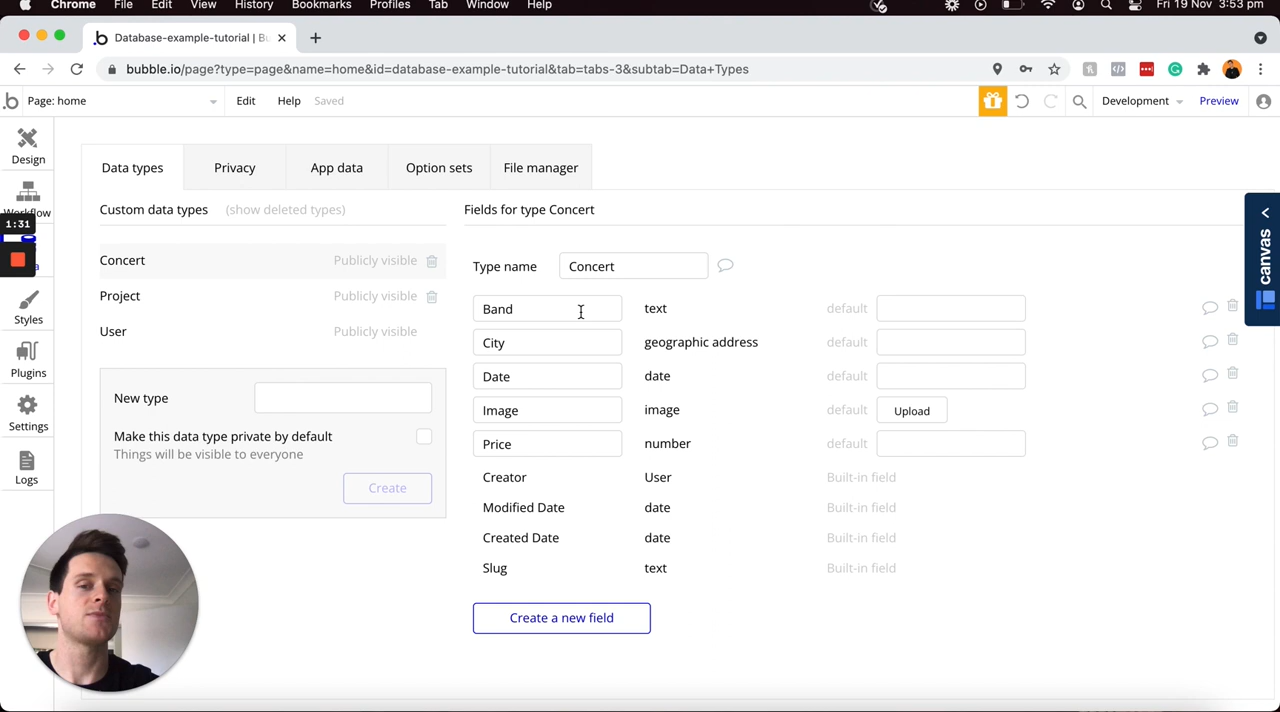 Chrome File Edit View History Bookmarks Profiles Tab Window Help Fri 19 Nov 3:53 pm
Database-example-tutorial | Bu
bubble.io/page?type=page&name=home&id=database-example-tutorial&tab=tabs-3&subtab=Data+Types
Page: home Edit Help Saved Development Preview
Design
Workflow
1:31
Styles
Plugins
Settings
Logs
Data types Privacy App data Option sets File manager
Custom data types (show deleted types)
Concert Publicly visible
Project Publicly visible
User Publicly visible
New type
Make this data type private by default
Things will be visible to everyone
Create
Fields for type Concert
Type name Concert
Band text default
City geographic address default
Date date default
Image image default Upload
Price number default
Creator User Built-in field
Modified Date date Built-in field
Created Date date Built-in field
Slug text Built-in field
Create a new field
canvas